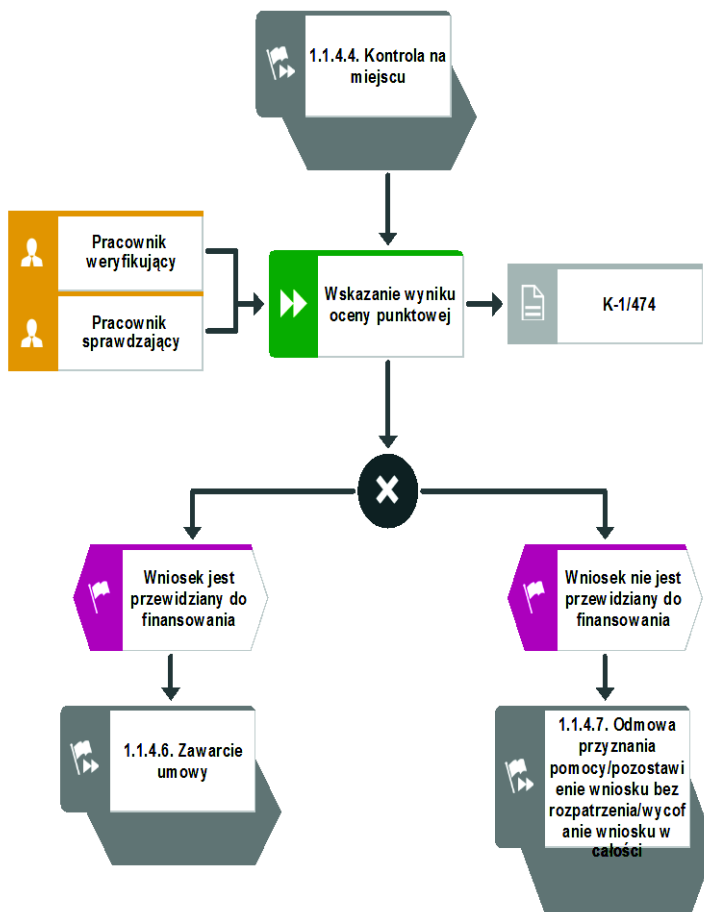 1.1.4.4. Kontrola na
miejscu
Pracownik
weryfikujący
Pracownik
sprawdzający
Wskazanie wyniku
oceny punktowej
K-1/474
Wniosek jest
przewidziany do
finansowania
Wniosek nie jest
przewidziany do
finansowania
1.1.4.6. Zawarcie
umowy
1.1.4.7. Odmowa
przyznania
pomocy/pozostawi
enie wniosku bez
rozpatrzenia/wycof
anie wniosku w
całości